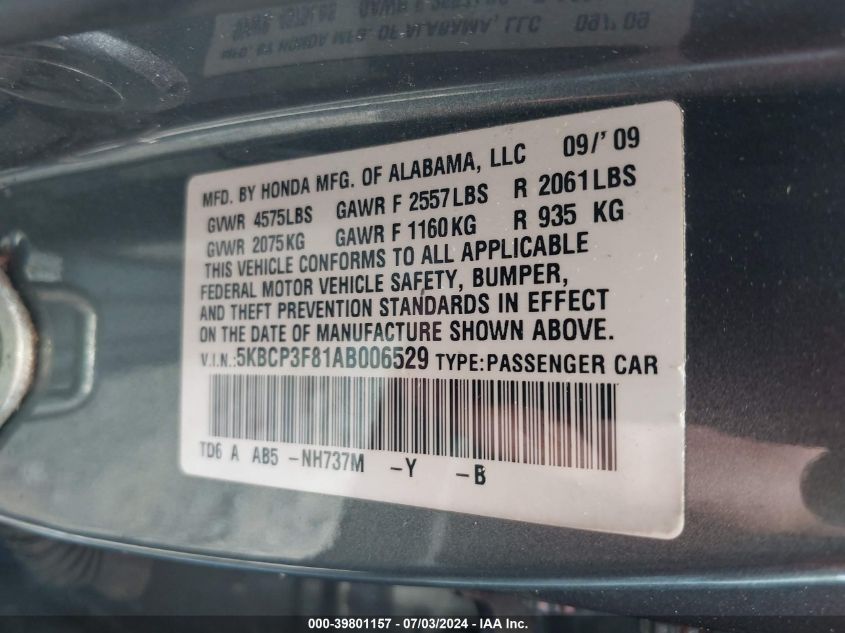 MFD. BY HONDA MFG. OF ALABAMA, LLC 09/'09
GVWR 4575LBS GAWR F 2557LBS R 2061LBS
GVWR 2075KG GAWR F 1160KG R 935 KG
THIS VEHICLE CONFORMS TO ALL APPLICABLE
FEDERAL MOTOR VEHICLE SAFETY, BUMPER,
AND THEFT PREVENTION STANDARDS IN EFFECT
ON THE DATE OF MANUFACTURE SHOWN ABOVE.
V.I.N.:5KBCP3F81AB006529 TYPE:PASSENGER CAR
TD6 A AB5 -NH737M -Y -B
000-39801157 - 07/03/2024 - IAA Inc.